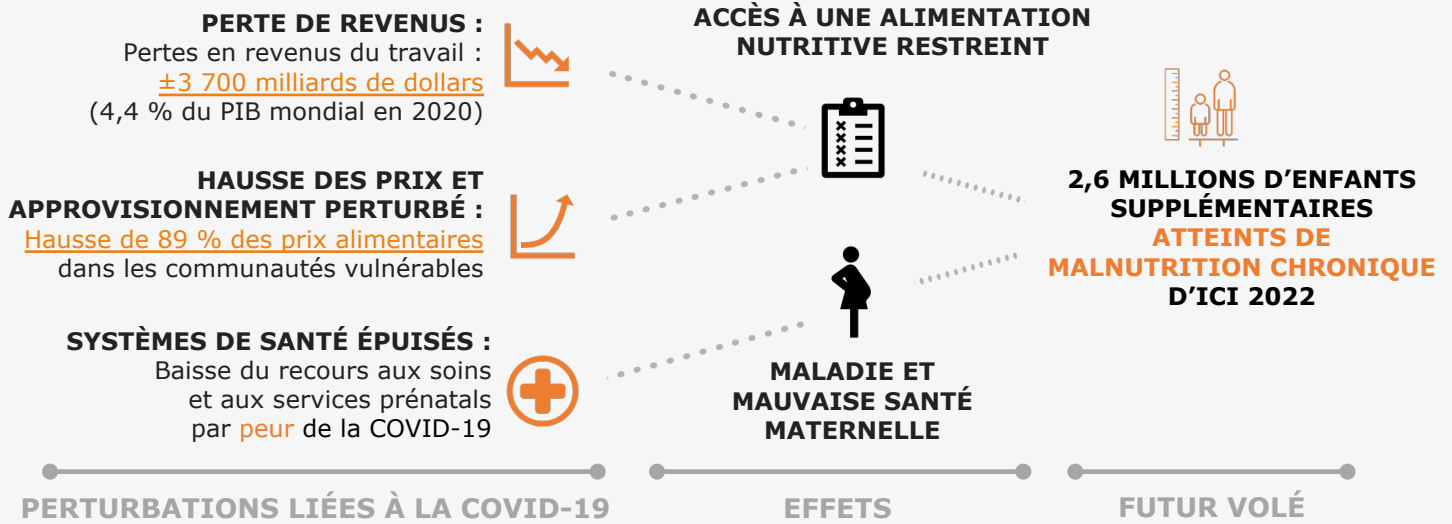 PERTE DE REVENUS :
Pertes en revenus du travail :
±3 700 milliards de dollars
(4,4 % du PIB mondial en 2020)
HAUSSE DES PRIX ET
APPROVISIONNEMENT PERTURBÉ :
Hausse de 89 % des prix alimentaires
dans les communautés vulnérables
SYSTÈMES DE SANTÉ ÉPUISÉS :
Baisse du recours aux soins
et aux services prénatals
par peur de la COVID-19
PERTURBATIONS LIÉES À LA COVID-19
ACCÈS À UNE ALIMENTATION
NUTRITIVE RESTREINT
MALADIE ET
MAUVAISE SANTÉ
MATERNELLE
EFFETS
2,6 MILLIONS D’ENFANTS
SUPPLÉMENTAIRES
ATTEINTS DE
MALNUTRITION CHRONIQUE
D’ICI 2022
FUTUR VOLÉ